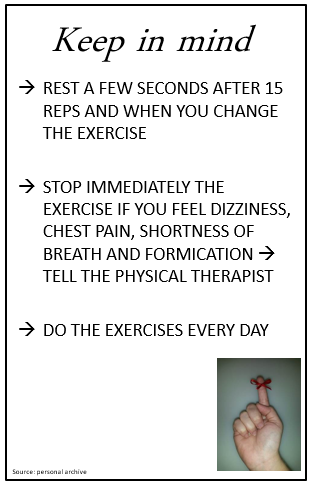 Keep in mind
→ REST A FEW SECONDS AFTER 15
REPS AND WHEN YOU CHANGE
THE EXERCISE
→ STOP IMMEDIATELY THE
EXERCISE IF YOU FEEL DIZZINESS,
CHEST PAIN, SHORTNESS OF
BREATH AND FORMICATION →
TELL THE PHYSICAL THERAPIST
→ DO THE EXERCISES EVERY DAY
Source: personal archive